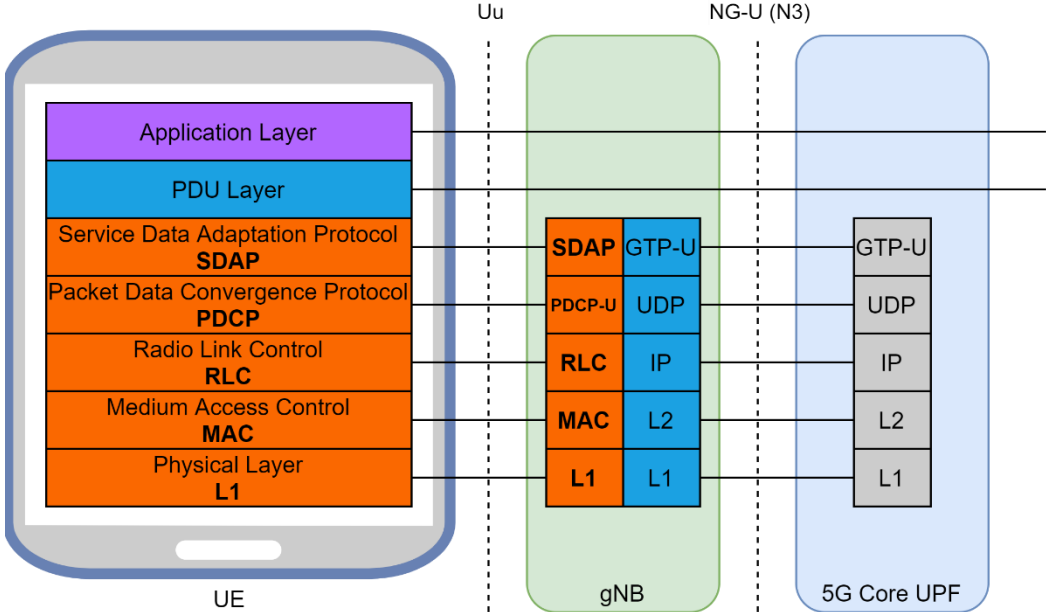 Uu
NG-U (N3)
Application Layer
PDU Layer
Service Data Adaptation Protocol
SDAP
Packet Data Convergence Protocol
PDCP
Radio Link Control
RLC
Medium Access Control
MAC
Physical Layer
L1
UE
SDAP
GTP-U
PDCP-U
UDP
RLC
IP
MAC
L2
L1
L1
gNB
GTP-U
UDP
IP
L2
L1
5G Core UPF